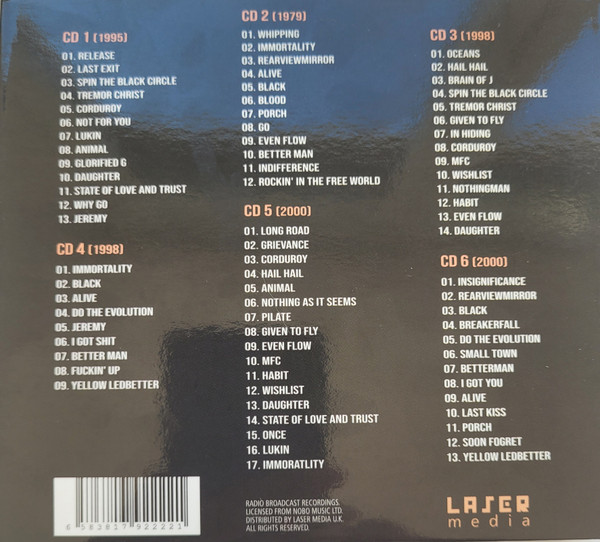 CD 1 (1995)
01. RELEASE
02. LAST EXIT
03. SPIN THE BLACK CIRCLE
04. TREMOR CHRIST
05. CORDUROY
06. NOT FOR YOU
07. LUKIN
08. ANIMAL
09. GLORIFIED G
10. DAUGHTER
11. STATE OF LOVE AND TRUST
12. WHY GO
13. JEREMY
CD 4 (1998)
01. IMMORTALITY
02. BLACK
03. ALIVE
04. DO THE EVOLUTION
05. JEREMY
06. I GOT SHIT
07. BETTER MAN
08. FUCKIN' UP
09. YELLOW LEDBETTER
CD 2 (1979)
01. WHIPPING
02. IMMORTALITY
03. REARVIEWMIRROR
04. ALIVE
05. BLACK
06. BLOOD
07. PORCH
08. GO
09. EVEN FLOW
10. BETTER MAN
11. INDIFFERENCE
12. ROCKIN' IN THE FREE WORLD
CD 5 (2000)
01. LONG ROAD
02. GRIEVANCE
03. CORDUROY
04. HAIL HAIL
05. ANIMAL
06. NOTHING AS IT SEEMS
07. PILATE
08. GIVEN TO FLY
09. EVEN FLOW
10. MFC
11. HABIT
12. WISHLIST
13. DAUGHTER
14. STATE OF LOVE AND TRUST
15. ONCE
16. LUKIN
17. IMMORATLITY
CD 3 (1998)
01. OCEANS
02. HAIL HAIL
03. BRAIN OF J
04. SPIN THE BLACK CIRCLE
05. TREMOR CHRIST
06. GIVEN TO FLY
07. IN HIDING
08. CORDUROY
09. MFC
10. WISHLIST
11. NOTHINGMAN
12. HABIT
13. EVEN FLOW
14. DAUGHTER
CD 6 (2000)
01. INSIGNIFICANCE
02. REARVIEWMIRROR
03. BLACK
04. BREAKERFALL
05. DO THE EVOLUTION
06. SMALL TOWN
07. BETTERMAN
08. I GOT YOU
09. ALIVE
10. LAST KISS
11. PORCH
12. SOON FOGRET
13. YELLOW LEDBETTER
6 583817 922221
RADIO BROADCAST RECORDINGS.
LICENSED FROM NOBO MUSIC LTD.
DISTRIBUTED BY LASER MEDIA U.K.
ALL RIGHTS RESERVED.
LASER
media